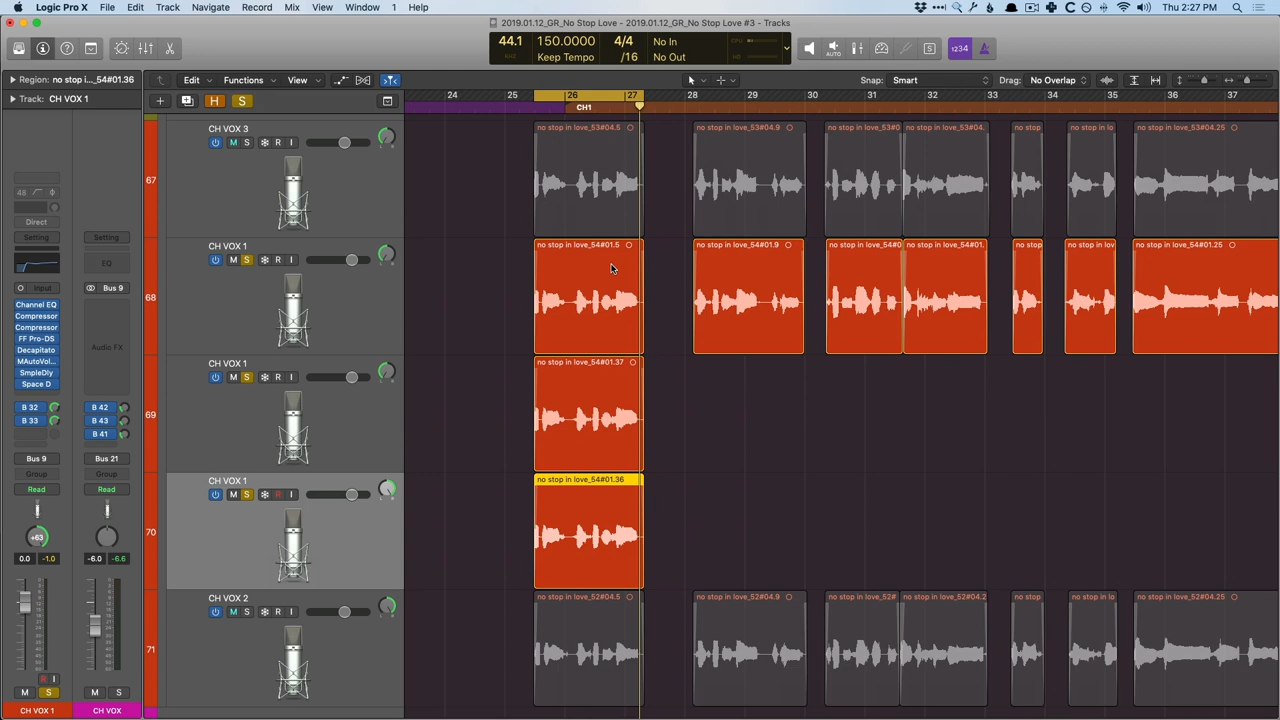 Logic Pro X File Edit Track Navigate Record Mix View Window 1 Help Thu 2:27 PM
2019.01.12_GR_No Stop Love - 2019.01.12_GR_No Stop Love #3 - Tracks
44.1 150.0000 4/4 No In
Keep Tempo /16 No Out
1234
Region: no stop i..._54#01.36
Edit Functions View Snap: Smart Drag: No Overlap
Track: CH VOX 1
H S
24 25 26 27 28 29 30 31 32 33 34 35 36 37
CH1
CH VOX 3
M S R I
67
no stop in love_53#04.5
no stop in love_53#04.9
no stop in love_53#0
no stop in love_53#04.
no stop
no stop in lo
no stop in love_53#04.25
CH VOX 1
M S R I
68
no stop in love_54#01.5
no stop in love_54#01.9
no stop in love_54#0
no stop in love_54#01.
no stop
no stop in lov
no stop in love_54#01.25
CH VOX 1
M S R I
69
no stop in love_54#01.37
CH VOX 1
M S R I
70
no stop in love_54#01.36
CH VOX 2
M S R I
71
no stop in love_52#04.5
no stop in love_52#04.9
no stop in love_52#
no stop in love_52#04.2
no stop
no stop in lo
no stop in love_52#04.25
48
Direct
Setting Setting
EQ
Input Bus 9
Channel EQ
Compressor
Compressor
FF Pro-DS
Decapitato
MAutoVol...
SmpleDly
Space D
Audio FX
B 32 B 42
B 33 B 43
B 41
Bus 9 Bus 21
Group Group
Read Read
+63
0.0 -1.0 -6.0 -6.6
R I
M S M S
CH VOX 1 CH VOX